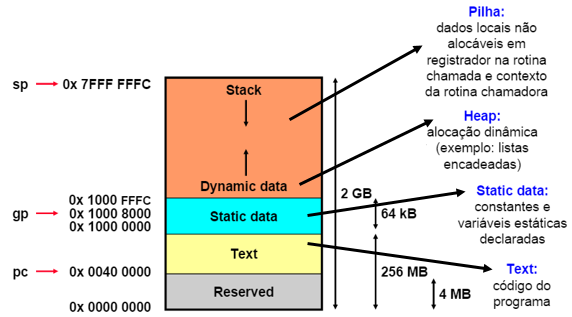 sp
0x 7FFF FFFC
0x 1000 FFFC
gp
0x 1000 8000
0x 1000 0000
pc
0x 0040 0000
0x 0000 0000
Stack
Dynamic data
Static data
Text
Reserved
2 GB
64 kB
256 MB
4 MB
Pilha:
dados locais não
alocáveis em
registrador na rotina
chamada e contexto
da rotina chamadora
Heap:
alocação dinâmica
(exemplo: listas
encadeadas)
Static data:
constantes e
variáveis estáticas
declaradas
Text:
código do
programa